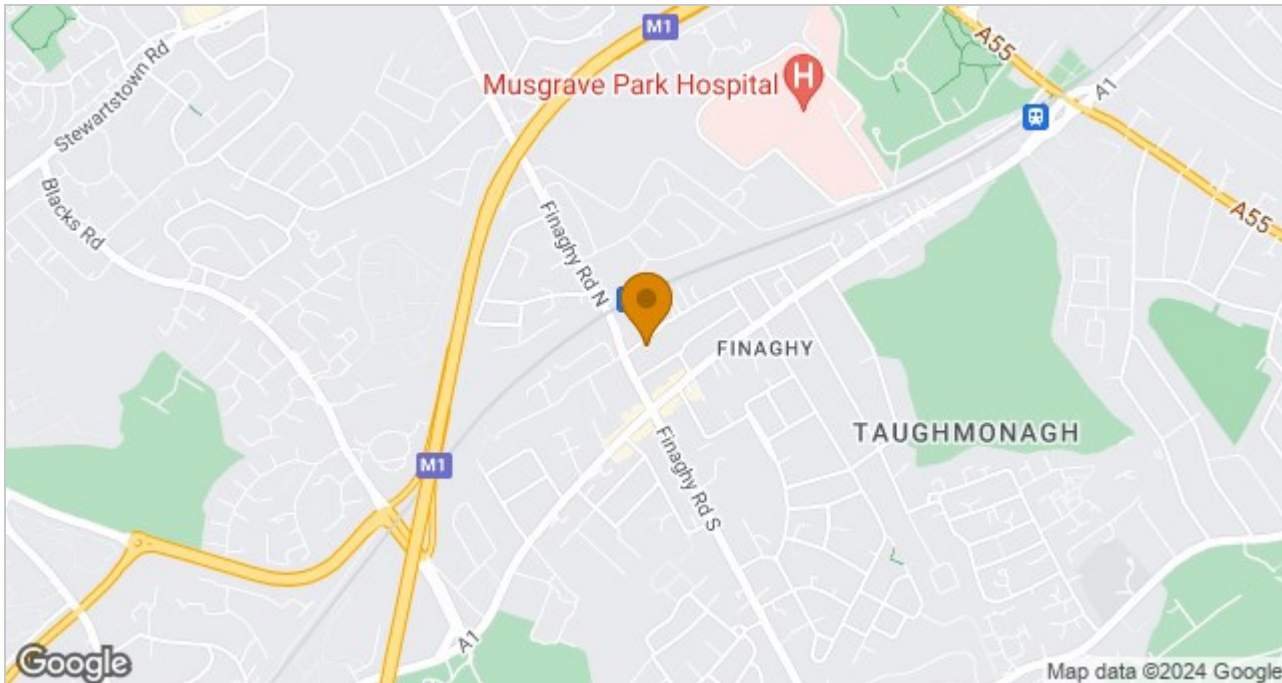 M1
A55
A1
Stewartstown Rd
Musgrave Park Hospital
H
Blacks Rd
Finaghy Rd N
A55
FINAGHY
TAUGHMONAGH
M1
Finaghy Rd S
A1
Google
Map data ©2024 Google